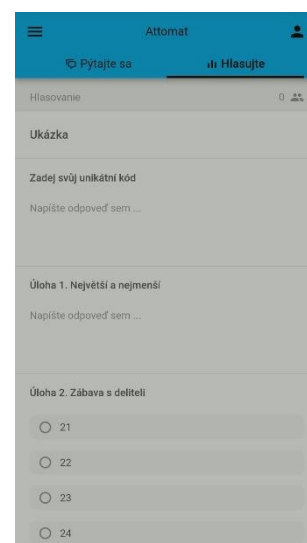 Attomat
Pýtajte sa
Hlasujte
Hlasovanie
0
Ukázka
Zadej svůj unikátní kód
Napíšte odpoveď sem ...
Úloha 1. Největší a nejmenší
Napíšte odpoveď sem ...
Úloha 2. Zábava s deliteli
21
22
23
24